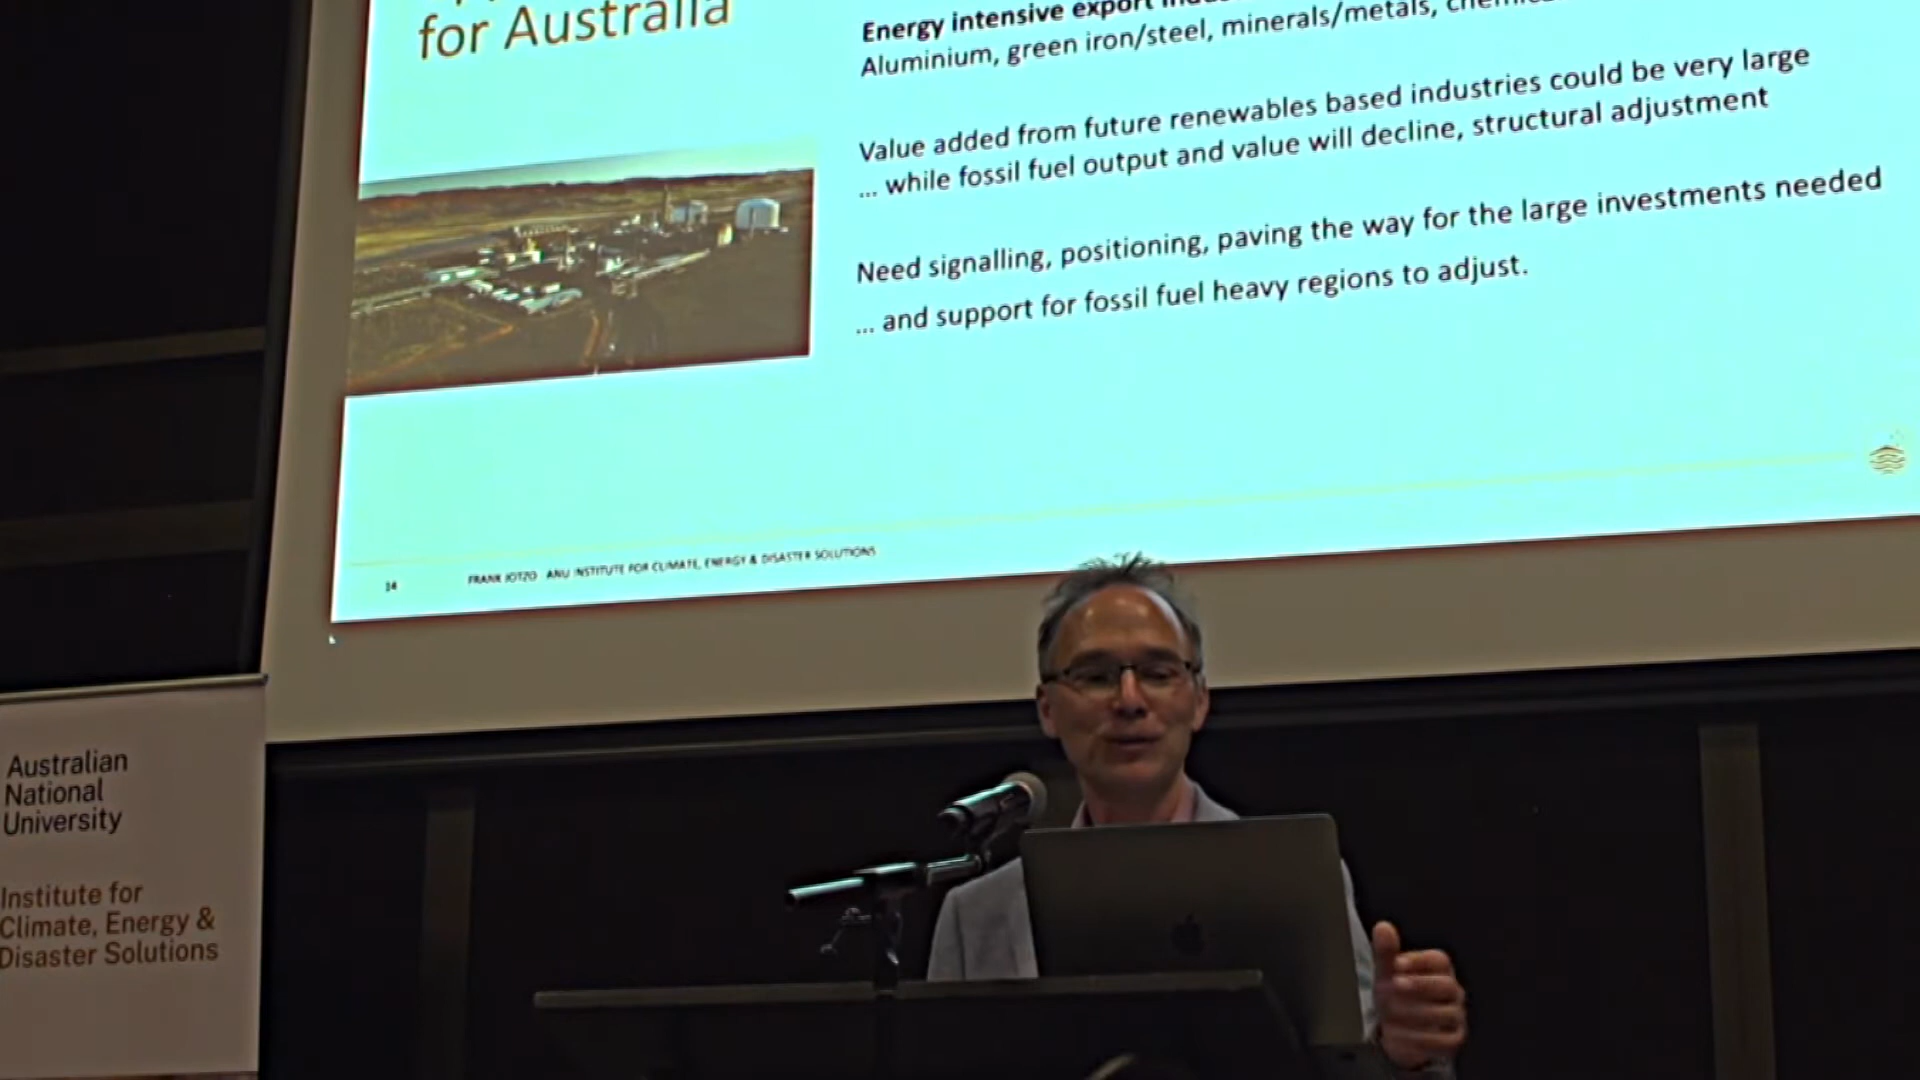 for Australia
Energy intensive export
Aluminium, green iron/steel, minerals/metals,
Value added from future renewables based industries could be very large
... while fossil fuel output and value will decline, structural adjustment
Need signalling, positioning, paving the way for the large investments needed
... and support for fossil fuel heavy regions to adjust.
14
FRANK JOTZO ANU INSTITUTE FOR CLIMATE, ENERGY & DISASTER SOLUTIONS
Australian
National
University
Institute for
Climate, Energy &
Disaster Solutions